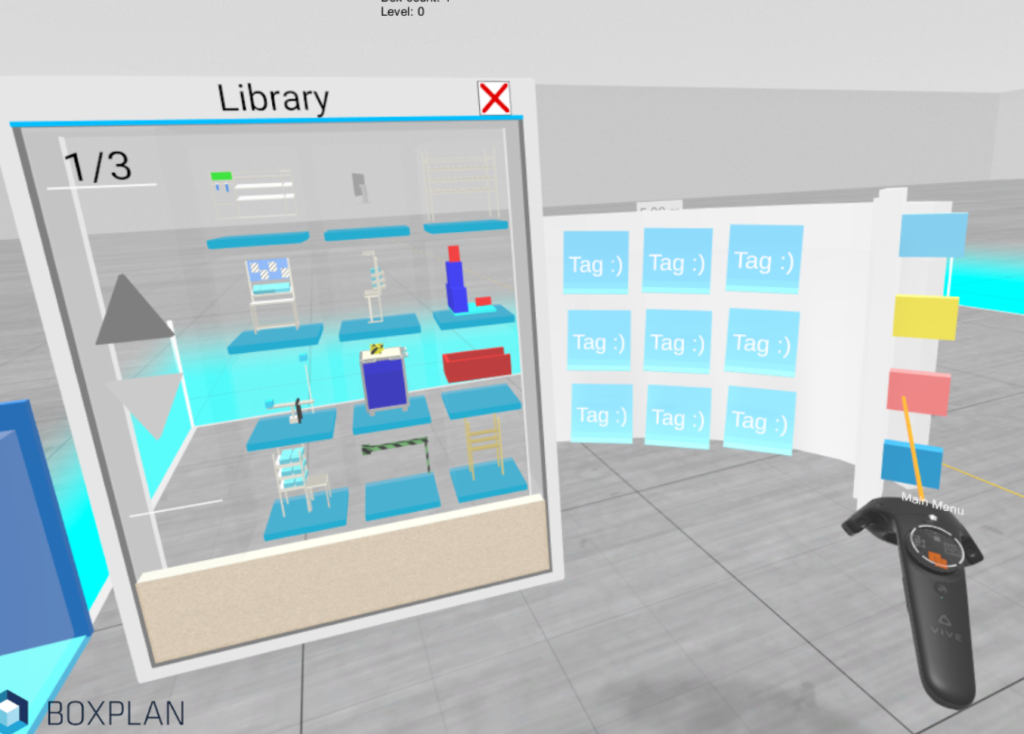 Level: 0
Library
1/3
Tag :) Tag :) Tag :)
Tag :) Tag :) Tag :)
Tag :) Tag :) Tag :)
Main Menu
VIVE
BOXPLAN